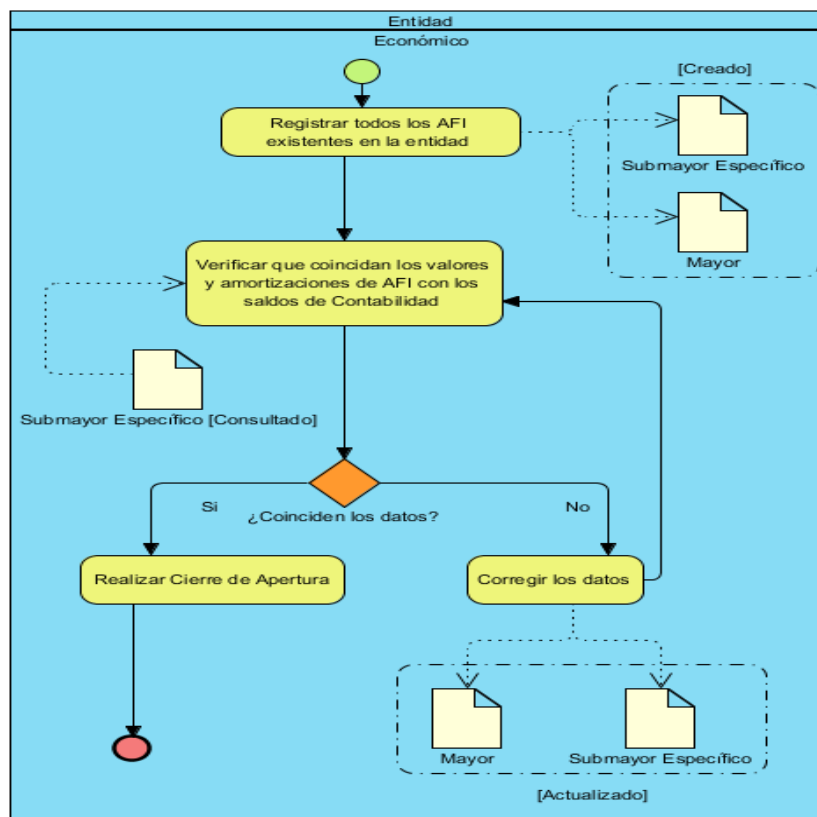 Entidad
Económico
[Creado]
Registrar todos los AFI
existentes en la entidad
Submayor Específico
Mayor
Verificar que coincidan los valores
y amortizaciones de AFI con los
saldos de Contabilidad
Submayor Específico [Consultado]
Si
¿Coinciden los datos?
No
Realizar Cierre de Apertura
Corregir los datos
Mayor
Submayor Específico
[Actualizado]